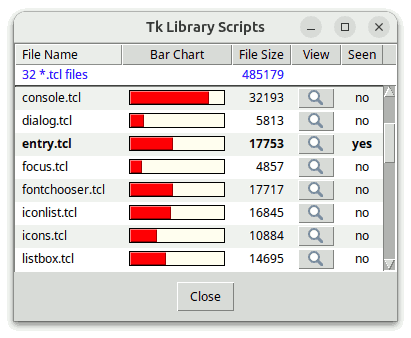 Tk Library Scripts
File Name Bar Chart File Size View Seen
32 *.tcl files 485179
console.tcl 32193 no
dialog.tcl 5813 no
entry.tcl 17753 yes
focus.tcl 4857 no
fontchooser.tcl 17717 no
iconlist.tcl 16845 no
icons.tcl 10884 no
listbox.tcl 14695 no
Close